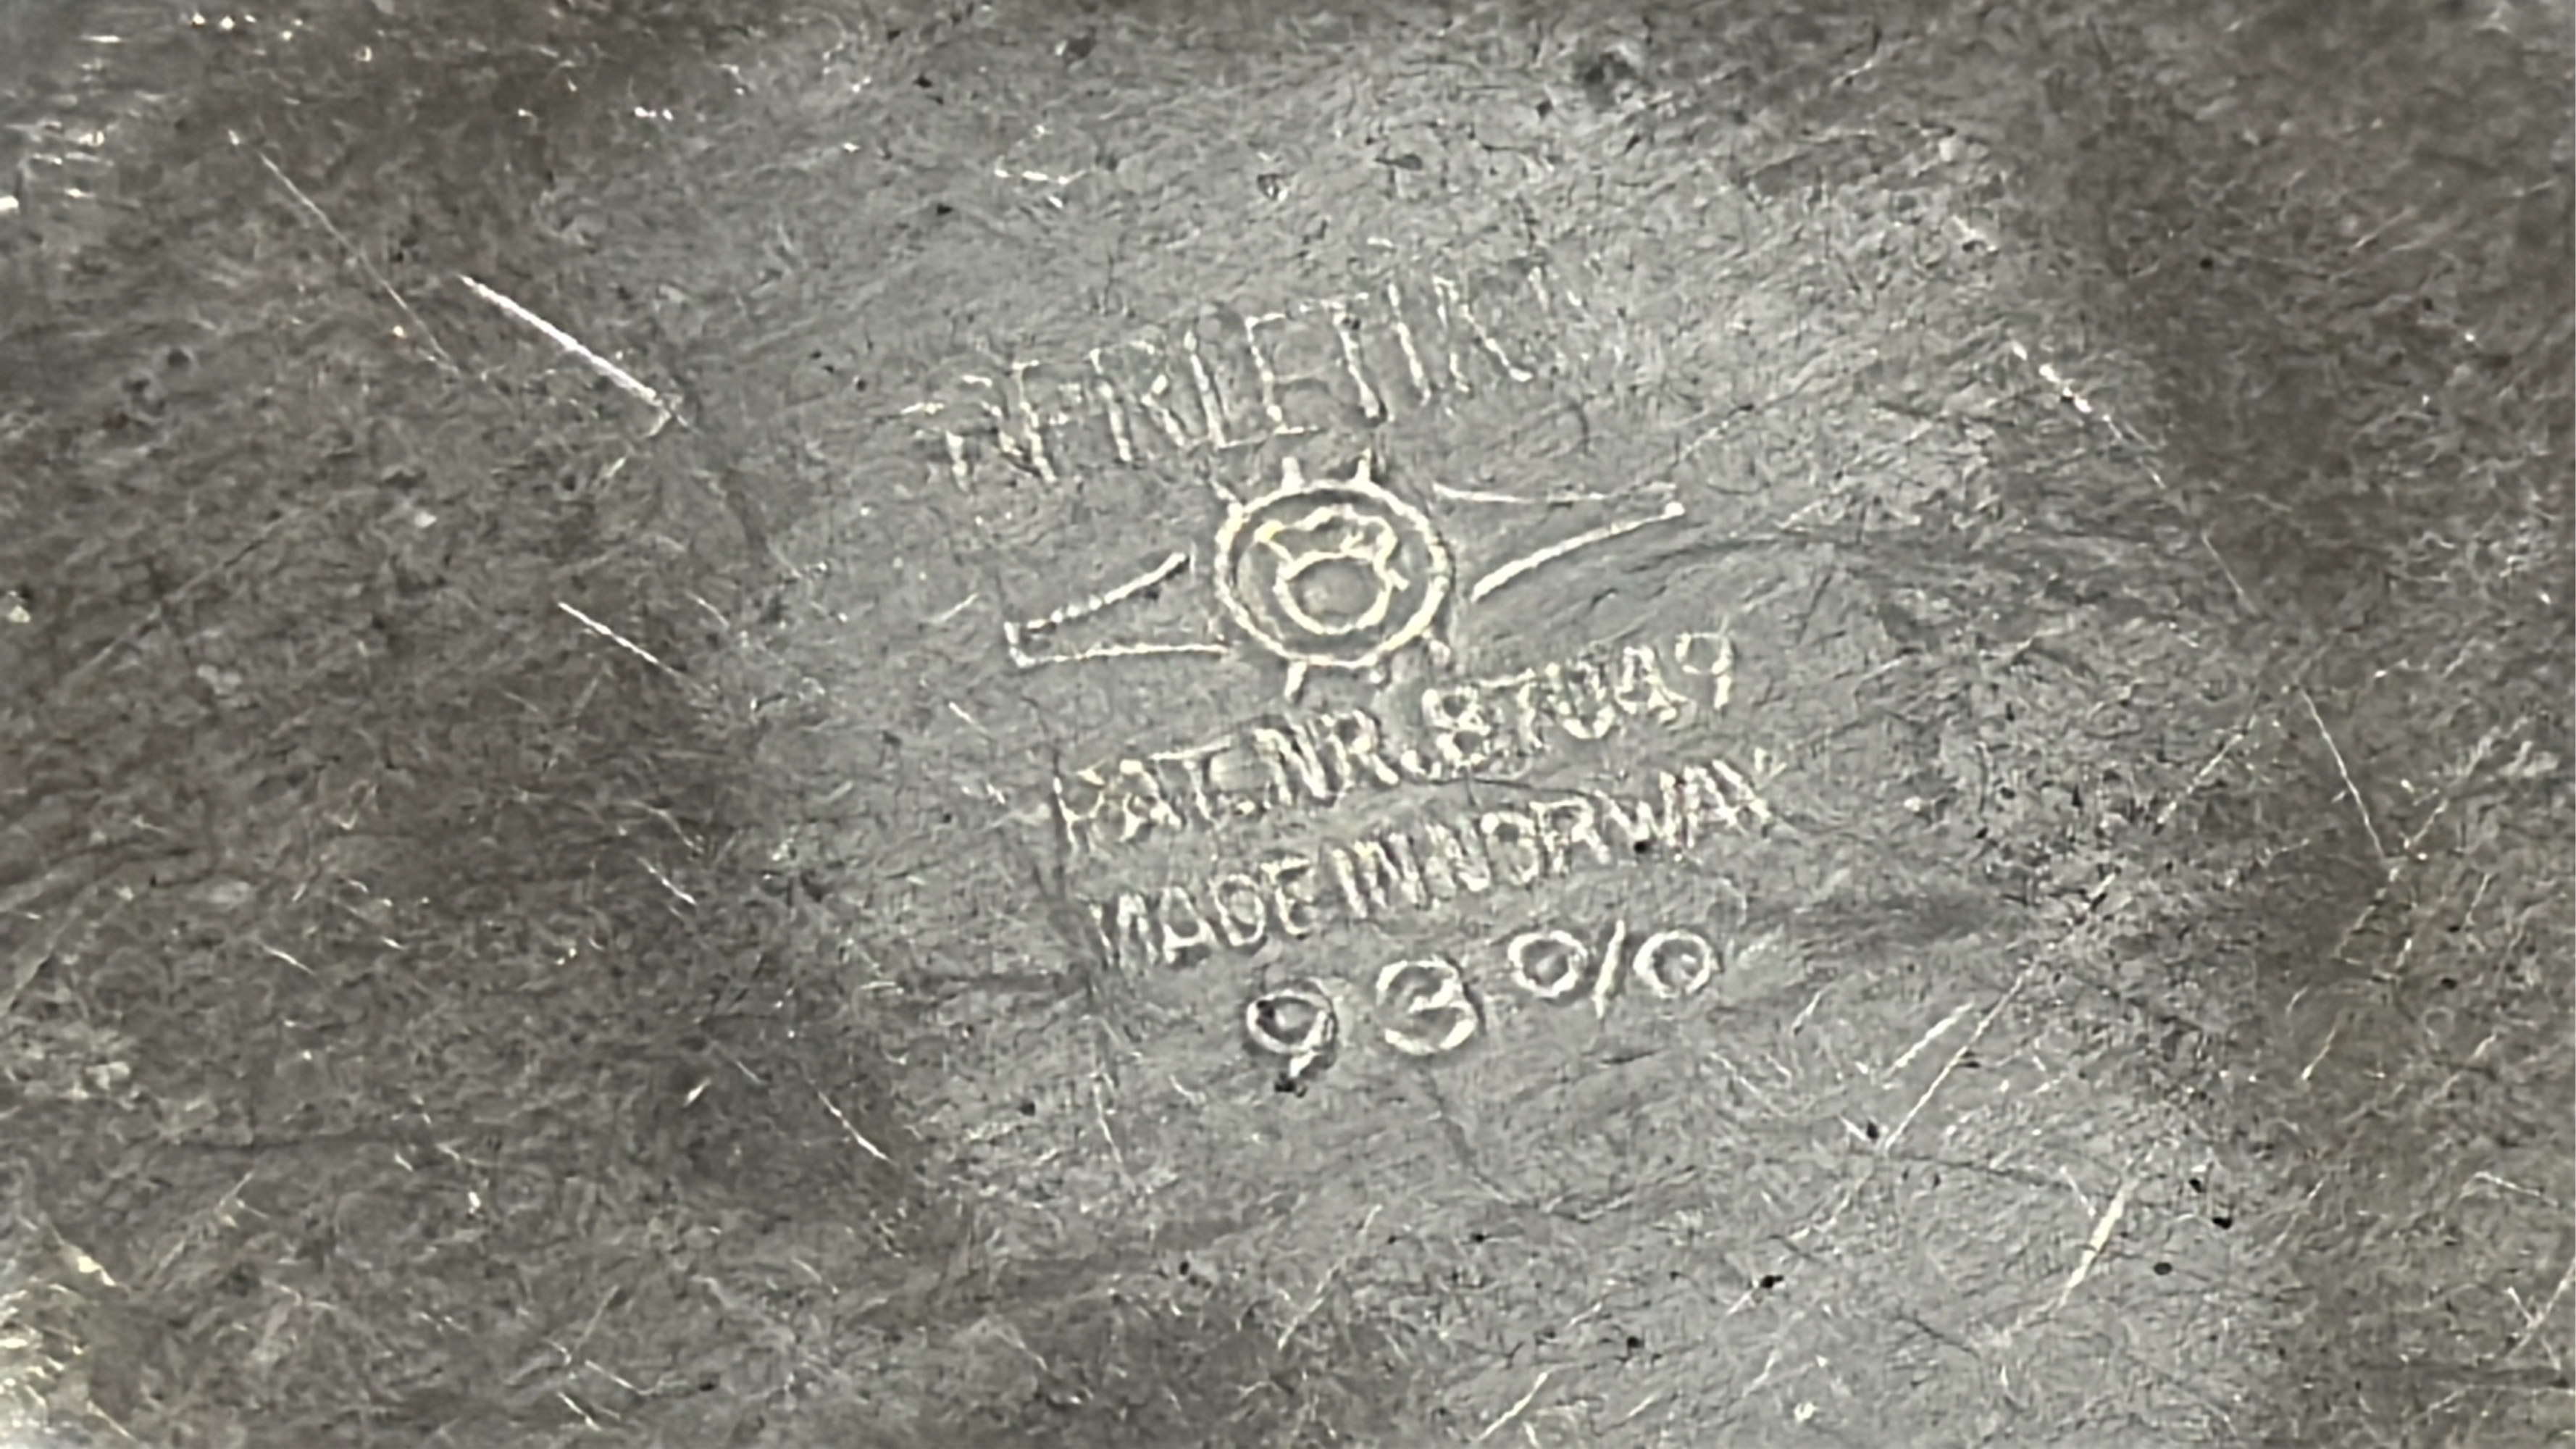 PAT. NR. 87049
MADE IN NORWAY
93 %